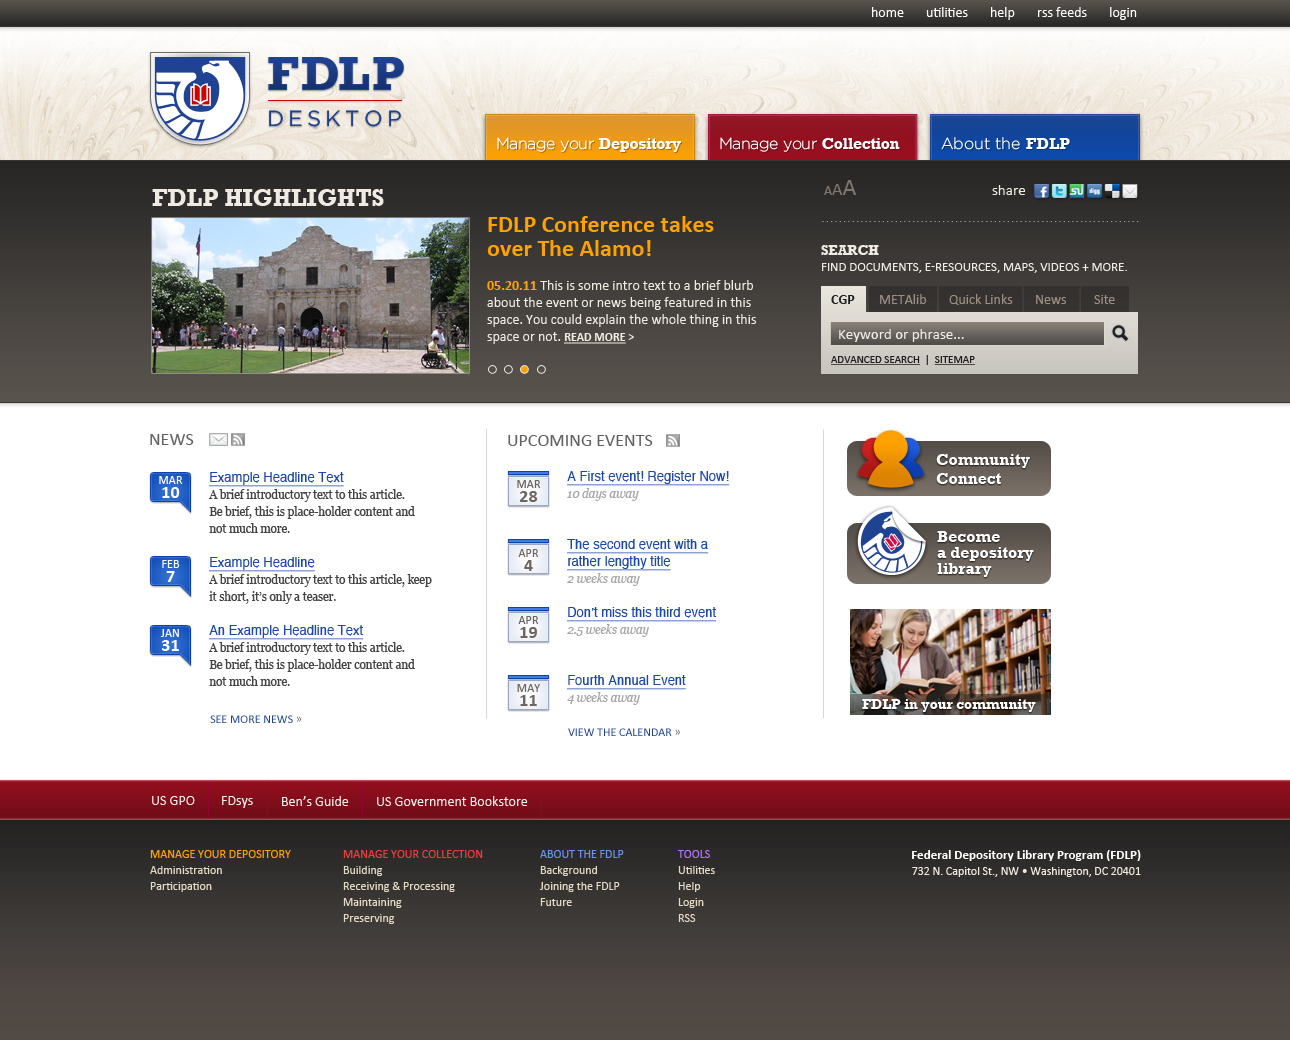 home utilities help rss feeds login
FDLP
DESKTOP
Manage your Depository
Manage your Collection
About the FDLP
FDLP HIGHLIGHTS
FDLP Conference takes
over The Alamo!
05.20.11 This is some intro text to a brief blurb
about the event or news being featured in this
space. You could explain the whole thing in this
space or not. READ MORE >
AAA
share
SEARCH
FIND DOCUMENTS, E-RESOURCES, MAPS, VIDEOS + MORE.
CGP METAlib Quick Links News Site
Keyword or phrase...
ADVANCED SEARCH | SITEMAP
NEWS
MAR
10
Example Headline Text
A brief introductory text to this article.
Be brief, this is place-holder content and
not much more.
FEB
7
Example Headline
A brief introductory text to this article, keep
it short, it's only a teaser.
JAN
31
An Example Headline Text
A brief introductory text to this article.
Be brief, this is place-holder content and
not much more.
SEE MORE NEWS »
UPCOMING EVENTS
MAR
28
A First event! Register Now!
10 days away
APR
4
The second event with a
rather lengthy title
2 weeks away
APR
19
Don't miss this third event
2.5 weeks away
MAY
11
Fourth Annual Event
4 weeks away
VIEW THE CALENDAR »
Community
Connect
Become
a depository
library
FDLP in your community
US GPO FDsys Ben's Guide US Government Bookstore
MANAGE YOUR DEPOSITORY
Administration
Participation
MANAGE YOUR COLLECTION
Building
Receiving & Processing
Maintaining
Preserving
ABOUT THE FDLP
Background
Joining the FDLP
Future
TOOLS
Utilities
Help
Login
RSS
Federal Depository Library Program (FDLP)
732 N. Capitol St., NW • Washington, DC 20401